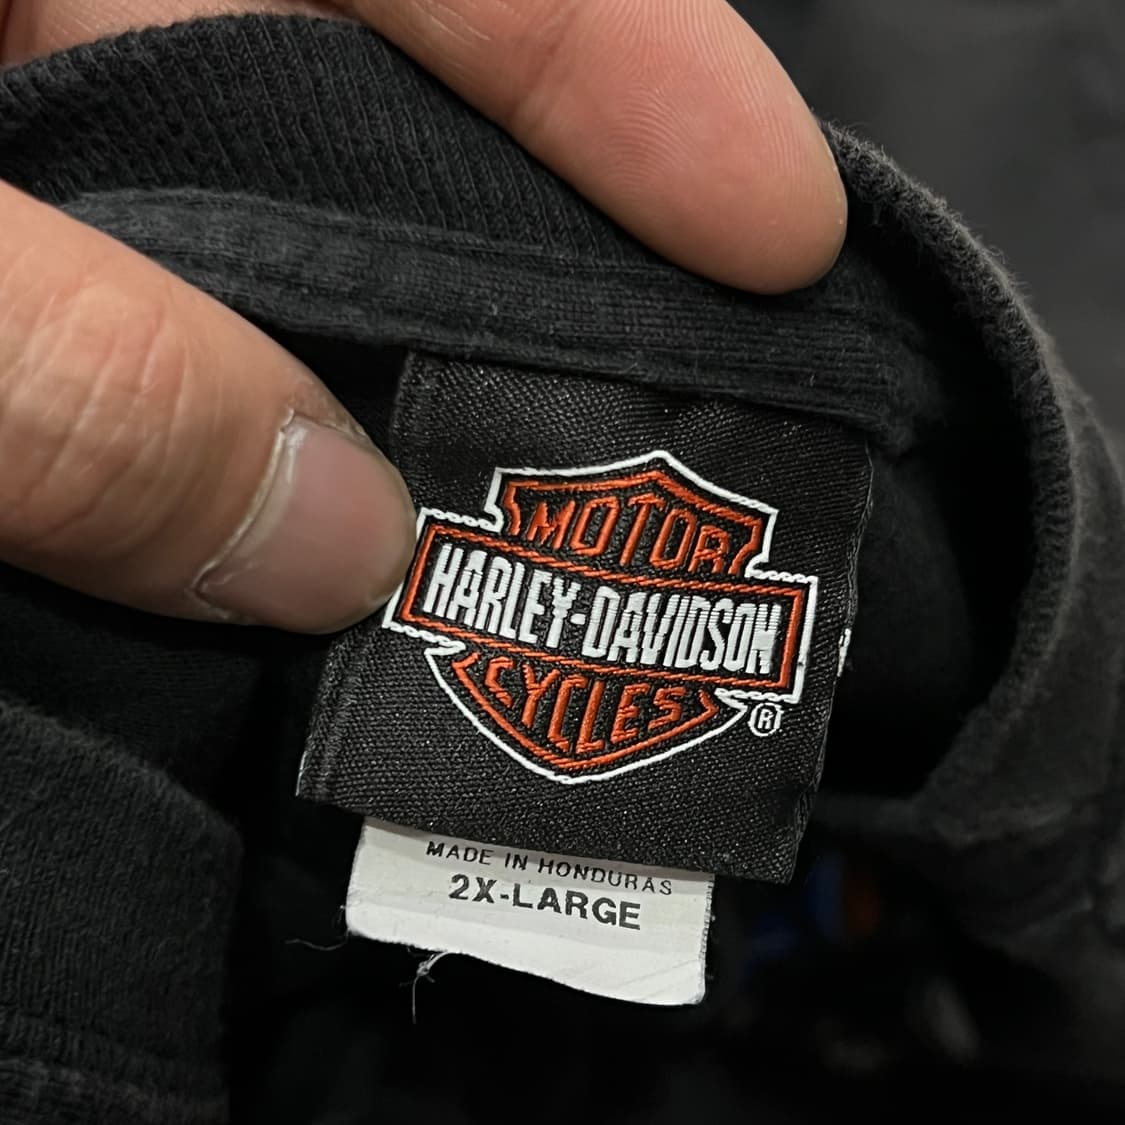 MOTOR
HARLEY-DAVIDSON
CYCLES
®
MADE IN HONDURAS
2X-LARGE